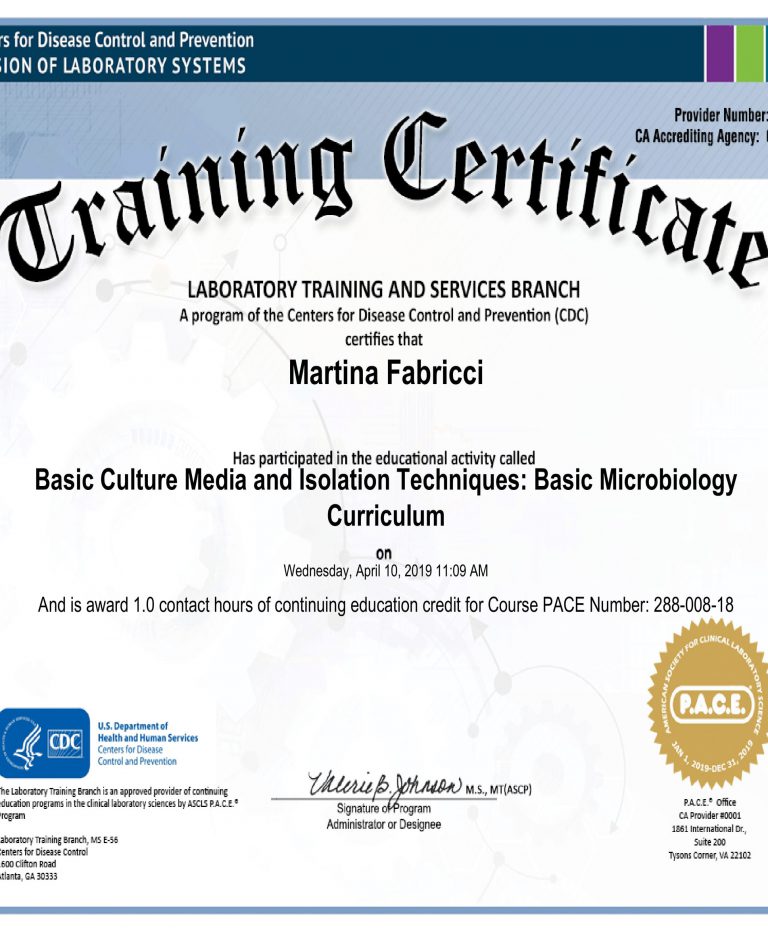 rs for Disease Control and Prevention
SION OF LABORATORY SYSTEMS
Provider Number:
CA Accrediting Agency:
Training Certificate
LABORATORY TRAINING AND SERVICES BRANCH
A program of the Centers for Disease Control and Prevention (CDC)
certifies that
Martina Fabricci
Has participated in the educational activity called
Basic Culture Media and Isolation Techniques: Basic Microbiology
Curriculum
on
Wednesday, April 10, 2019 11:09 AM
And is award 1.0 contact hours of continuing education credit for Course PACE Number: 288-008-18
AMERICAN SOCIETY FOR CLINICAL LABORATORY SCIENCE
P.A.C.E.®
JAN 1, 2019-DEC 31, 2019
CDC
U.S. Department of
Health and Human Services
Centers for Disease
Control and Prevention
The Laboratory Training Branch is an approved provider of continuing
education programs in the clinical laboratory sciences by ASCLS P.A.C.E.®
Program
Laboratory Training Branch, MS E-56
Centers for Disease Control
1600 Clifton Road
Atlanta, GA 30333
Valerie B. Johnson M.S., MT(ASCP)
Signature of Program
Administrator or Designee
P.A.C.E.® Office
CA Provider #0001
1861 International Dr.,
Suite 200
Tysons Corner, VA 22102